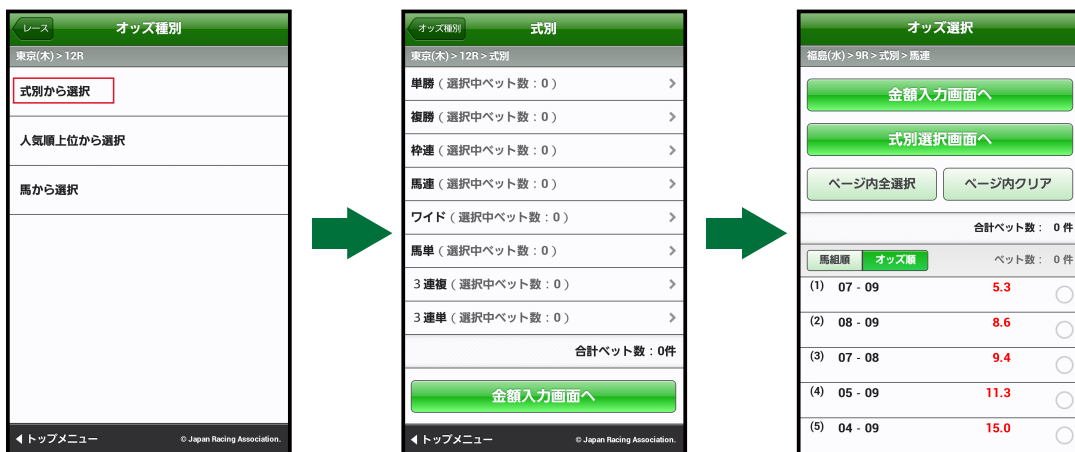 レース
オッズ種別
東京(木)>12R
式別から選択
人気順上位から選択
馬から選択
トップメニュー
© Japan Racing Association.
オッズ種別
式別
東京(木)>12R>式別
単勝(選択中ベット数:0)
複勝(選択中ベット数:0)
枠連(選択中ベット数:0)
馬連(選択中ベット数:0)
ワイド(選択中ベット数:0)
馬単(選択中ベット数:0)
3連複(選択中ベット数:0)
3連単(選択中ベット数:0)
合計ベット数:0件
金額入力画面へ
トップメニュー
© Japan Racing Association.
オッズ選択
福島(水)>9R>式別>馬連
金額入力画面へ
式別選択画面へ
ページ内全選択 ページ内クリア
合計ベット数: 0件
馬組順 オッズ順 ベット数: 0件
(1) 07 - 09 5.3
(2) 08 - 09 8.6
(3) 07 - 08 9.4
(4) 05 - 09 11.3
(5) 04 - 09 15.0